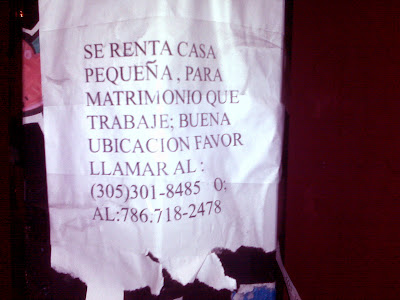 SE RENTA CASA
PEQUEÑA, PARA
MATRIMONIO QUE
TRABAJE; BUENA
UBICACION FAVOR
LLAMAR AL:
(305)301-8485 O;
AL:786.718-2478